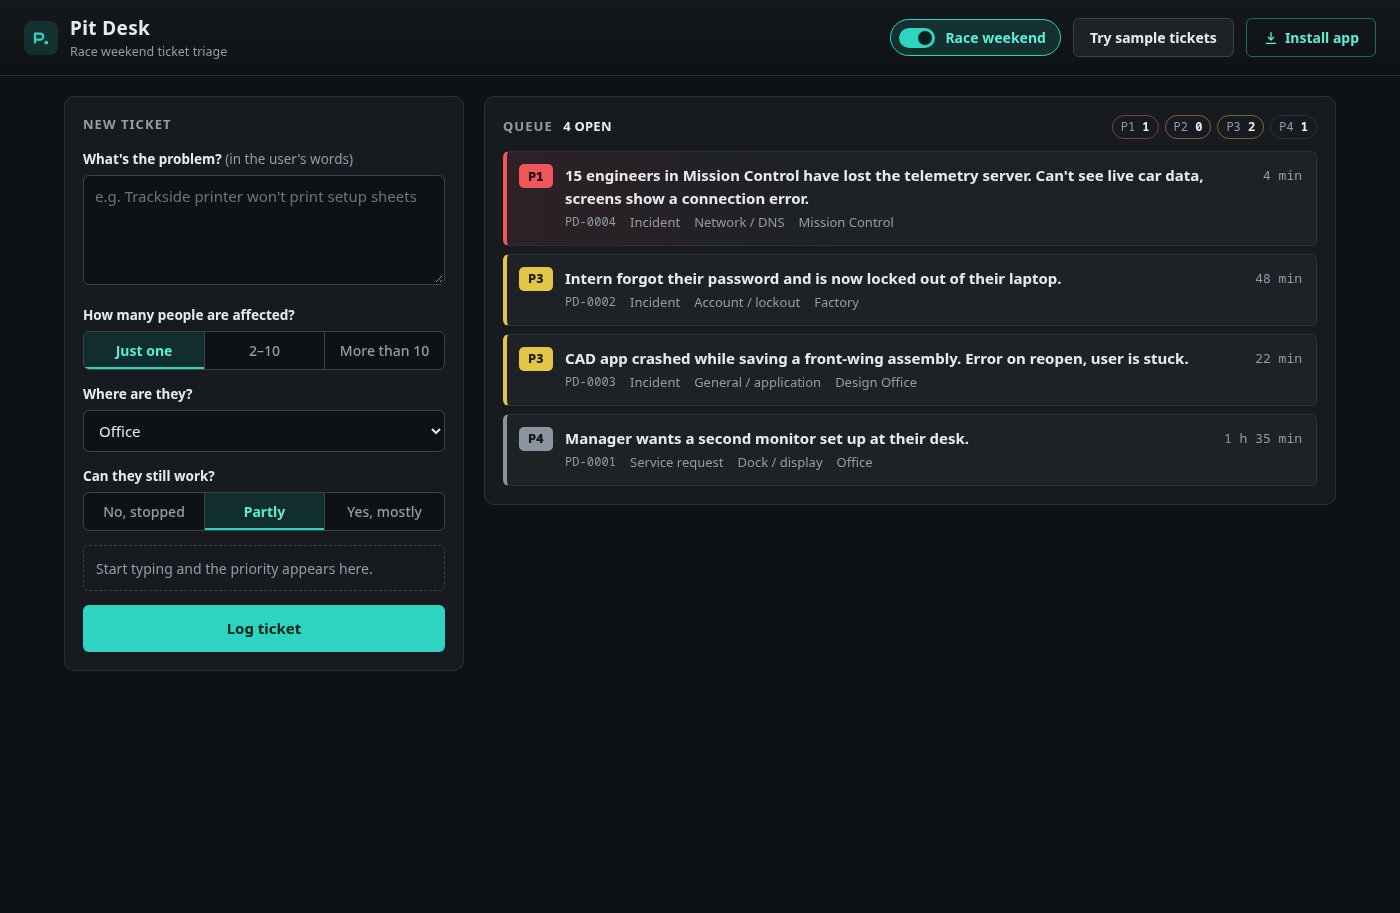 P.
Pit Desk
Race weekend ticket triage
Race weekend
Try sample tickets
Install app
NEW TICKET
What's the problem? (in the user's words)
e.g. Trackside printer won't print setup sheets
How many people are affected?
Just one 2–10 More than 10
Where are they?
Office
Can they still work?
No, stopped Partly Yes, mostly
Start typing and the priority appears here.
Log ticket
QUEUE 4 OPEN
P1 1 P2 0 P3 2 P4 1
P1 15 engineers in Mission Control have lost the telemetry server. Can't see live car data, 4 min
screens show a connection error.
PD-0004 Incident Network / DNS Mission Control
P3 Intern forgot their password and is now locked out of their laptop. 48 min
PD-0002 Incident Account / lockout Factory
P3 CAD app crashed while saving a front-wing assembly. Error on reopen, user is stuck. 22 min
PD-0003 Incident General / application Design Office
P4 Manager wants a second monitor set up at their desk. 1 h 35 min
PD-0001 Service request Dock / display Office